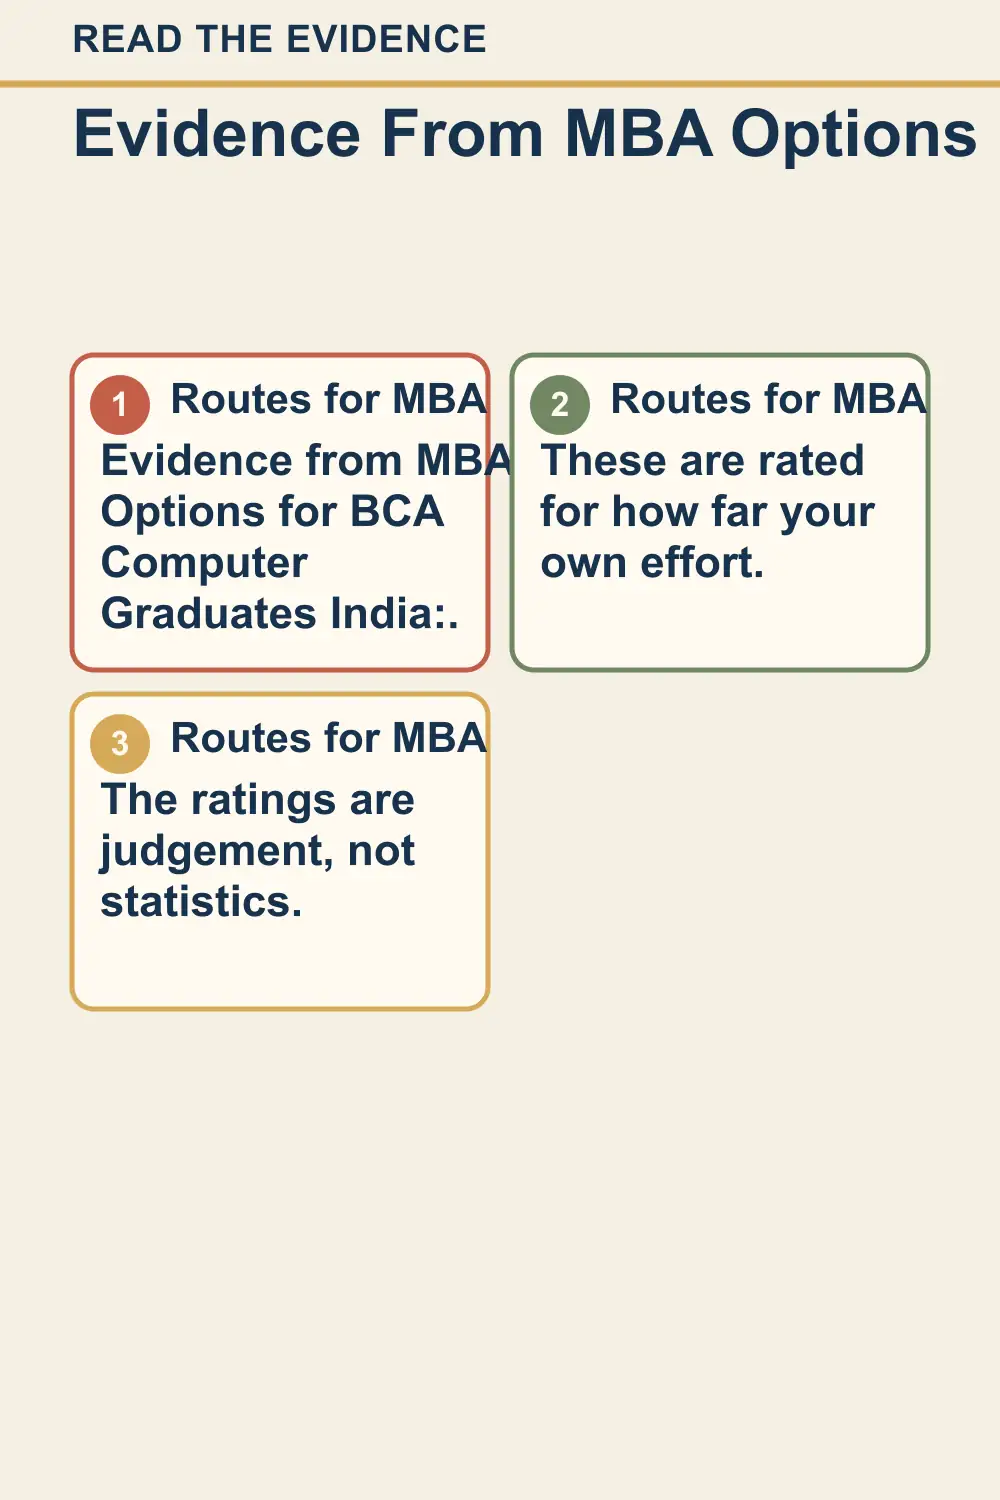 READ THE EVIDENCE
Evidence From MBA Options
1
Routes for MBA
Evidence from MBA
Options for BCA
Computer
Graduates India:.
2
Routes for MBA
These are rated
for how far your
own effort.
3
Routes for MBA
The ratings are
judgement, not
statistics.